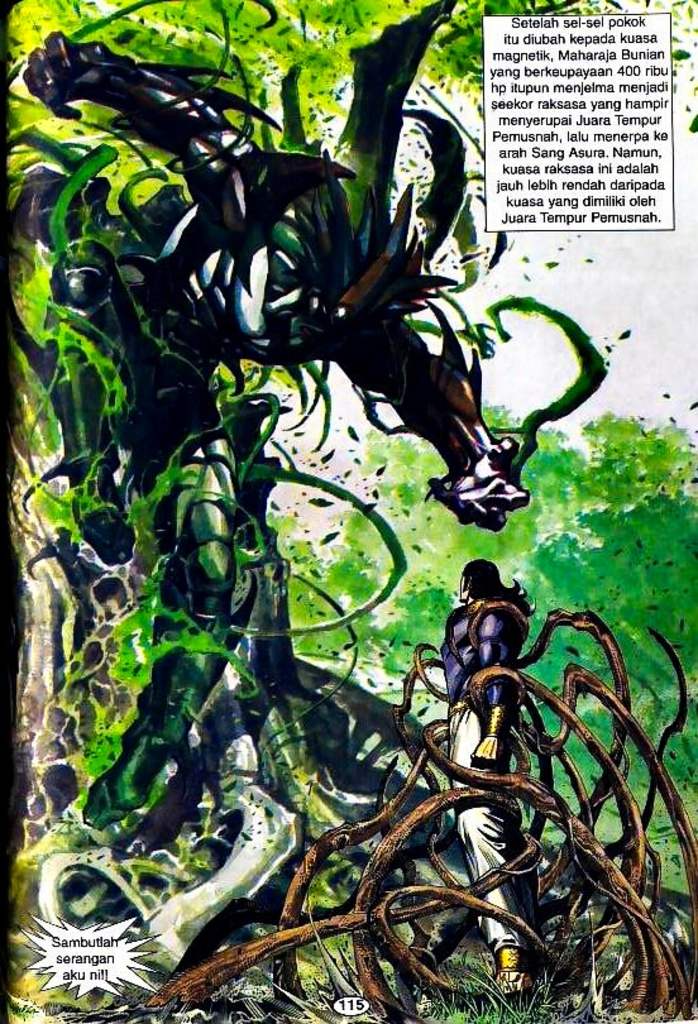 Setelah sel-sel pokok
itu diubah kepada kuasa
magnetik, Maharaja Bunian
yang berkeupayaan 400 ribu
hp itupun menjelma menjadi
seekor raksasa yang hampir
menyerupai Juara Tempur
Pemusnah, lalu menerpa ke
arah Sang Asura. Namun,
kuasa raksasa ini adalah
jauh lebih rendah daripada
kuasa yang dimiliki oleh
Juara Tempur Pemusnah.
Sambutlah
serangan
aku ni!!
115